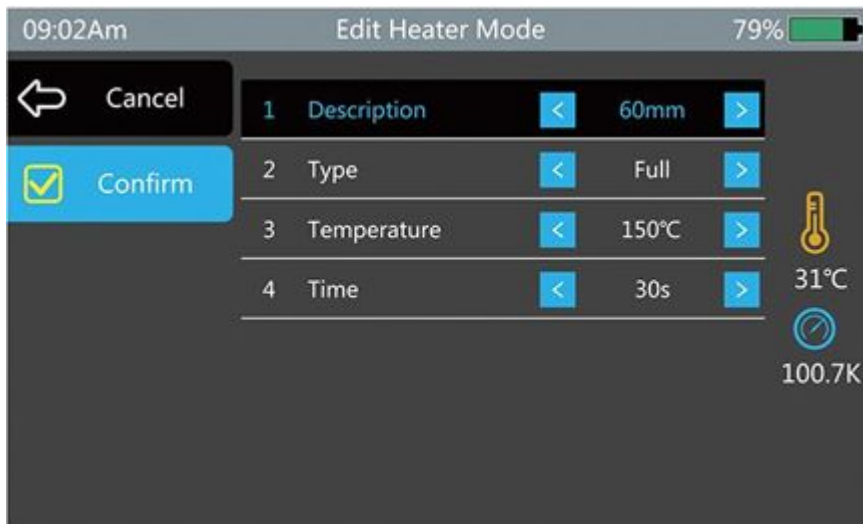 09:02Am Edit Heater Mode 79%
Cancel
Confirm
1 Description < 60mm >
2 Type < Full >
3 Temperature < 150℃ >
4 Time < 30s >
31℃
100.7K